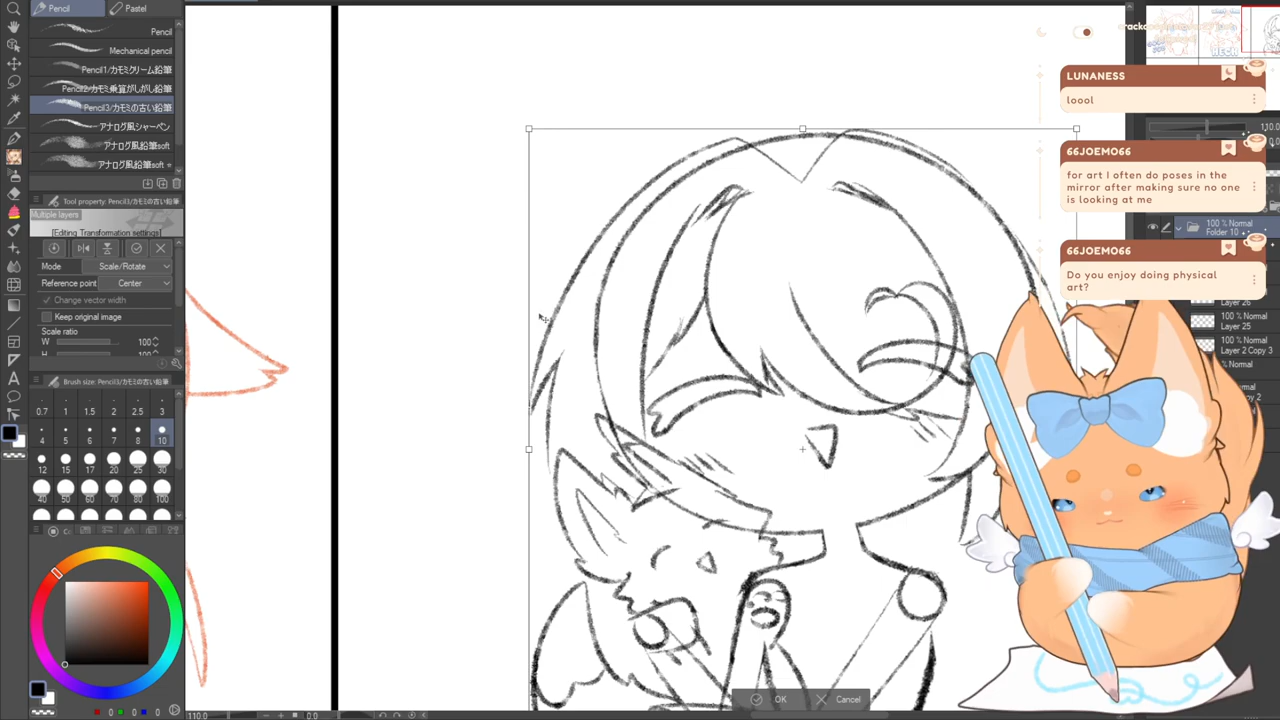 Pencil
Pastel
Pencil
Mechanical pencil
Pencil1/カモミクリーム鉛筆
Pencil2/カモミ乗算がしがし鉛筆
Pencil3/カモミの古い鉛筆
アナログ風シャーペン
アナログ風鉛筆soft
アナログ風鉛筆soft
Tool property: Pencil3/カモミの古い鉛筆
Multiple layers
[Editing Transformation settings]
Mode Scale/Rotate
Reference point: Center
Change vector width
Keep original image
Scale ratio
W 100
H
Brush size: Pencil3/カモミの古い鉛筆
0.7 1 1.5 2 2.5 3
4 5 6 7 8 10
12 15 17 20 25 30
40 50 60 70 80 100
0 0 0
110.0
0.0
OK
Cancel
LUNANESS
loool
66JOEMO66
for art I often do poses in the
mirror after making sure no one
is looking at me
66JOEMO66
Do you enjoy doing physical
art?
110.0
100 % Normal
Folder 10
Layer 26
100 % Normal
Layer 25
100 % Normal
Layer 2 Copy 3